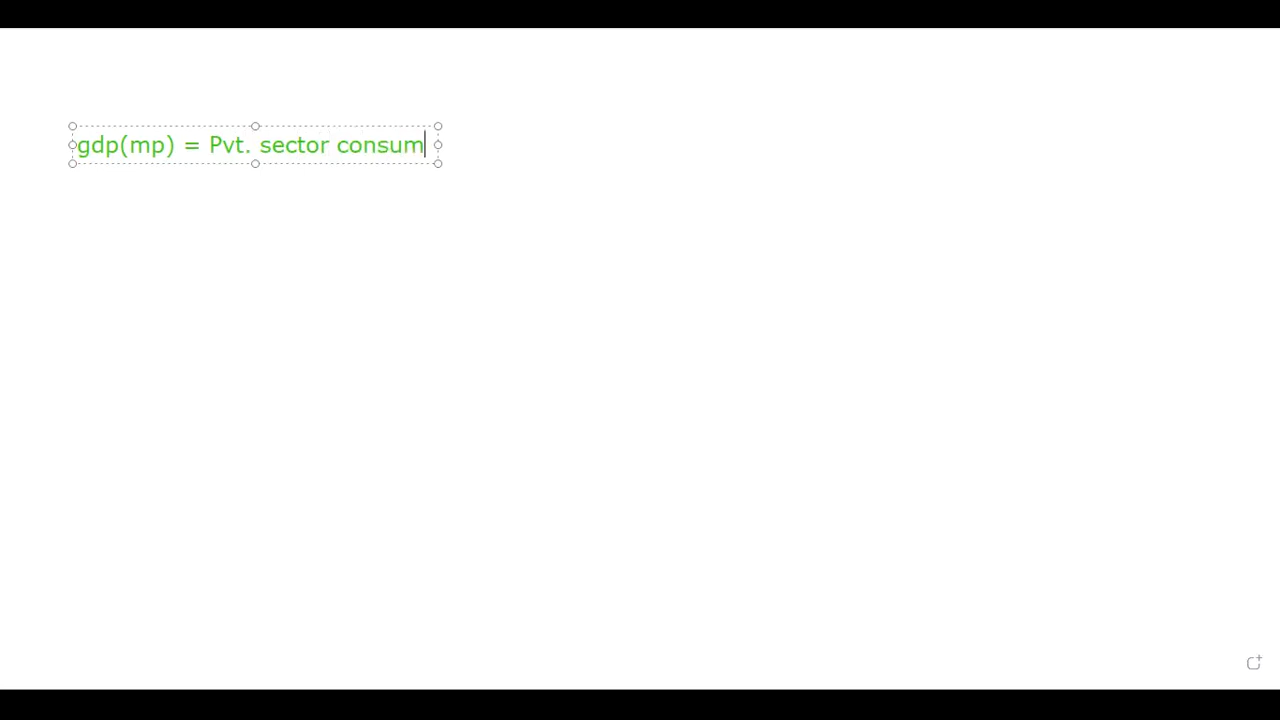 gdp(mp) = Pvt. sector consum